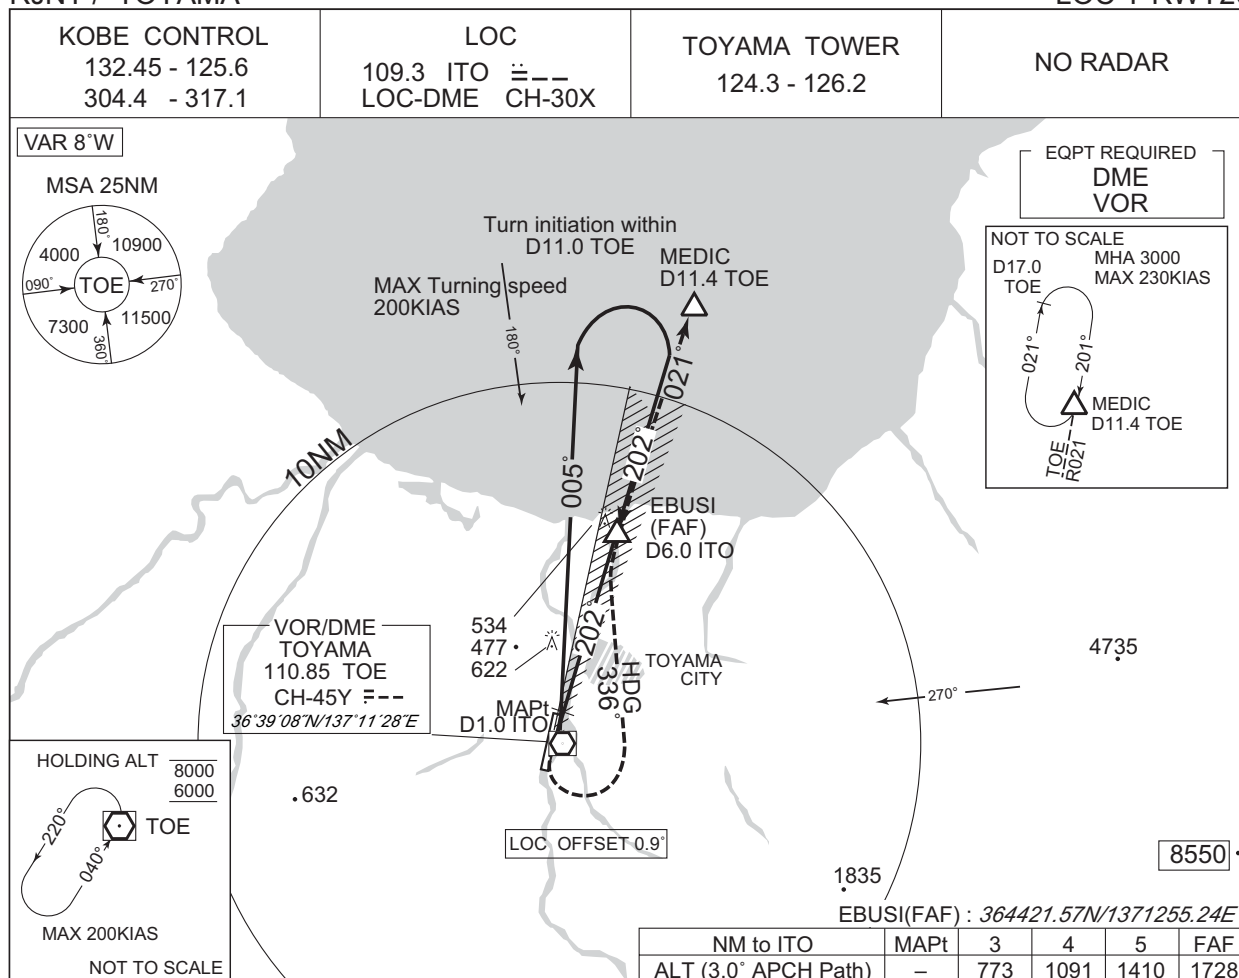 KOBE CONTROL
132.45 - 125.6
304.4 - 317.1
LOC
109.3 ITO
LOC-DME CH-30X
TOYAMA TOWER
124.3 - 126.2
NO RADAR
VAR 8°W
MSA 25NM
180°
4000
10900
090°
TOE
270°
7300
11500
360°
Turn initiation within
D11.0 TOE
MAX Turning speed
200KIAS
180°
MEDIC
D11.4 TOE
EQPT REQUIRED
DME
VOR
NOT TO SCALE
D17.0
TOE
MHA 3000
MAX 230KIAS
021°
201°
MEDIC
D11.4 TOE
TOE
R021
10NM
005°
021°
202°
EBUSI
(FAF)
D6.0 ITO
534
477
622
202°
HDG
336°
TOYAMA
CITY
4735
270°
VOR/DME
TOYAMA
110.85 TOE
CH-45Y
36°39'08"N/137°11'28"E
MAPt
D1.0 ITO
HOLDING ALT
8000
6000
220°
040°
TOE
MAX 200KIAS
NOT TO SCALE
632
LOC OFFSET 0.9°
8550
1835
EBUSI(FAF) : 364421.57N/1371255.24E
NM to ITO MAPt 3 4 5 FAF
ALT (3.0° APCH Path) – 773 1091 1410 1728